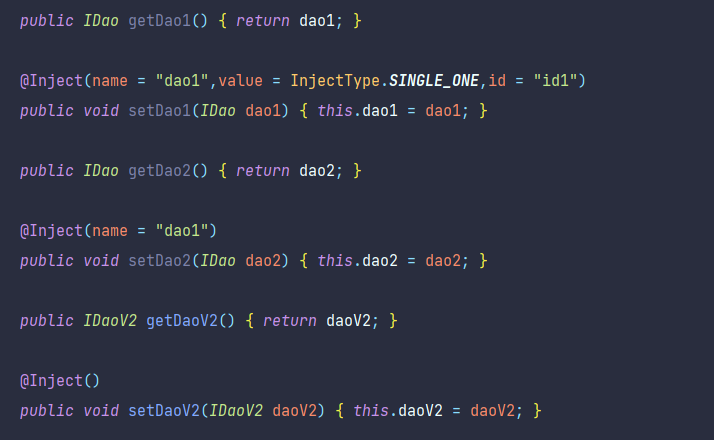 public IDao getDao1() { return dao1; }
@Inject(name = "dao1",value = InjectType.SINGLE_ONE,id = "id1")
public void setDao1(IDao dao1) { this.dao1 = dao1; }
public IDao getDao2() { return dao2; }
@Inject(name = "dao1")
public void setDao2(IDao dao2) { this.dao2 = dao2; }
public IDaoV2 getDaoV2() { return daoV2; }
@Inject()
public void setDaoV2(IDaoV2 daoV2) { this.daoV2 = daoV2; }